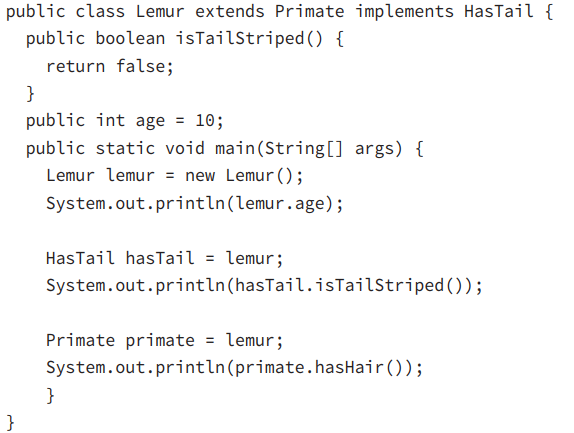 public class Lemur extends Primate implements HasTail {
  public boolean isTailStriped() {
    return false;
  }
  public int age = 10;
  public static void main(String[] args) {
    Lemur lemur = new Lemur();
    System.out.println(lemur.age);

    HasTail hasTail = lemur;
    System.out.println(hasTail.isTailStriped());

    Primate primate = lemur;
    System.out.println(primate.hasHair());
    }
}